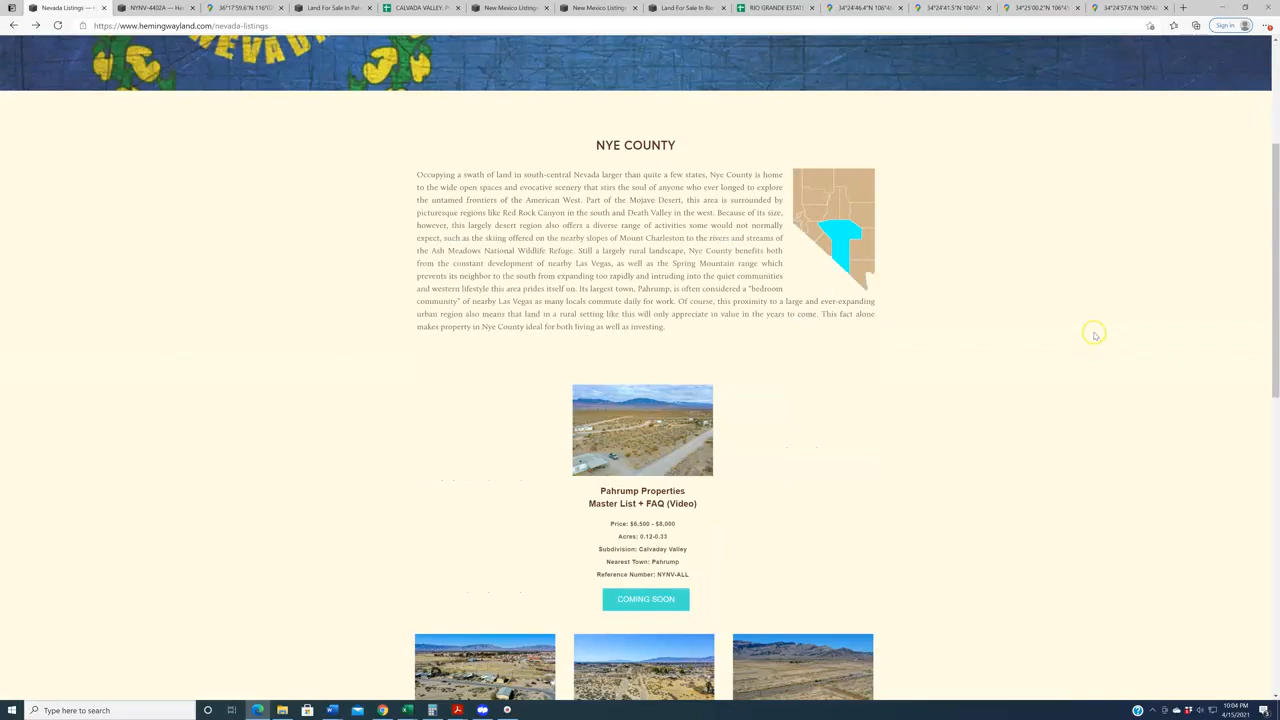 Nevada Listings —
NYNV-4402A — He
36°17'59.6"N 116°0
Land For Sale In Pa
CALVADA VALLEY, P
New Mexico Listing
New Mexico Listing
Land For Sale In Ri
RIO GRANDE ESTAT
34°24'46.4"N 106°4
34°24'41.5"N 106°4
34°25'00.2"N 106°4
34°24'57.6"N 106°4
https://www.hemingwayland.com/nevada-listings
Sign in
NEVADA
NYE COUNTY
Occupying a swath of land in south-central Nevada larger than quite a few states, Nye County is home
to the wide open spaces and evocative scenery that stirs the soul of anyone who ever longed to explore
the untamed frontiers of the American West. Part of the Mojave Desert, this area is surrounded by
picturesque regions like Red Rock Canyon in the south and Death Valley in the west. Because of its size,
however, this largely desert region also offers a diverse range of activities some would not normally
expect, such as the skiing offered on the nearby slopes of Mount Charleston to the rivers and streams of
the Ash Meadows National Wildlife Refuge. Still a largely rural landscape, Nye County benefits both
from the constant development of nearby Las Vegas, as well as the Spring Mountain range which
prevents its neighbor to the south from expanding too rapidly and intruding into the quiet communities
and western lifestyle this area prides itself on. Its largest town, Pahrump, is often considered a "bedroom
community" of nearby Las Vegas as many locals commute daily for work. Of course, this proximity to a large and ever-expanding
urban region also means that land in a rural setting like this will only appreciate in value in the years to come. This fact alone
makes property in Nye County ideal for both living as well as investing.
Pahrump Properties
Master List + FAQ (Video)
Price: $6,500 - $8,000
Acres: 0.12-0.33
Subdivision: Calvaday Valley
Nearest Town: Pahrump
Reference Number: NYNV-ALL
COMING SOON
Type here to search
10:04 PM
4/15/2021